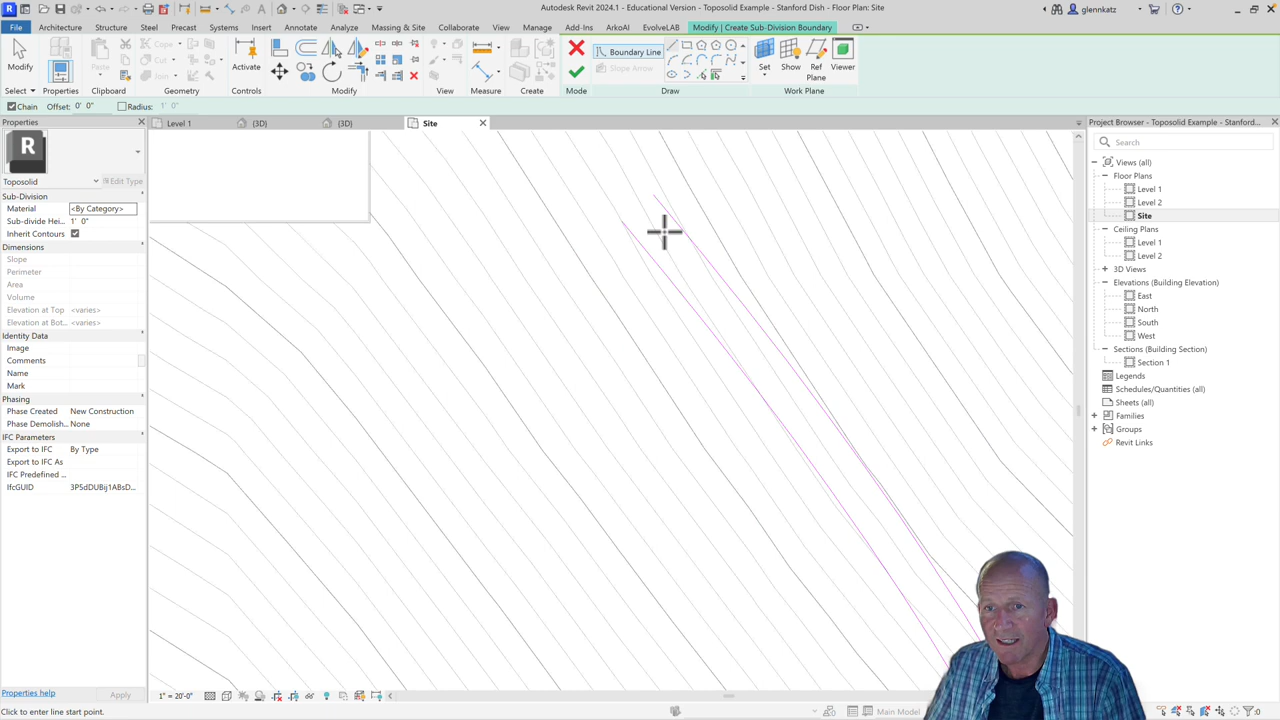 Autodesk Revit 2024.1 - Educational Version - Toposolid Example - Stanford Dish - Floor Plan: Site
glennkatz
File Architecture Structure Steel Precast Systems Insert Annotate Analyze Massing & Site Collaborate View Manage Add-Ins ArkoAI EvolveLAB Modify | Create Sub-Division Boundary
Modify
Properties
Paste
Cope
Cut
Join
Activate
Boundary Line
Slope Arrow
Set Show Ref Plane Viewer
Select Properties Clipboard Geometry Controls Modify View Measure Create Mode Draw Work Plane
Chain Offset: 0' 0" Radius: 1' 0"
Properties
Level 1 (3D) (3D) Site
Project Browser - Toposolid Example - Stanford...
R
Toposolid
Edit Type
Sub-Division
Material <By Category>
Sub-divide Hei... 1' 0"
Inherit Contours
Dimensions
Slope
Perimeter
Area
Volume
Elevation at Top <varies>
Elevation at Bot... <varies>
Identity Data
Image
Comments
Name
Mark
Phasing
Phase Created New Construction
Phase Demolish... None
IFC Parameters
Export to IFC By Type
Export to IFC As
IFC Predefined ...
IfcGUID 3P5dDUBij1ABsD...
Properties help
Apply
Search
Views (all)
Floor Plans
Level 1
Level 2
Site
Ceiling Plans
Level 1
Level 2
3D Views
Elevations (Building Elevation)
East
North
South
West
Sections (Building Section)
Section 1
Legends
Schedules/Quantities (all)
Sheets (all)
Families
Groups
Revit Links
1" = 20'-0"
Click to enter line start point.
Main Model
:0